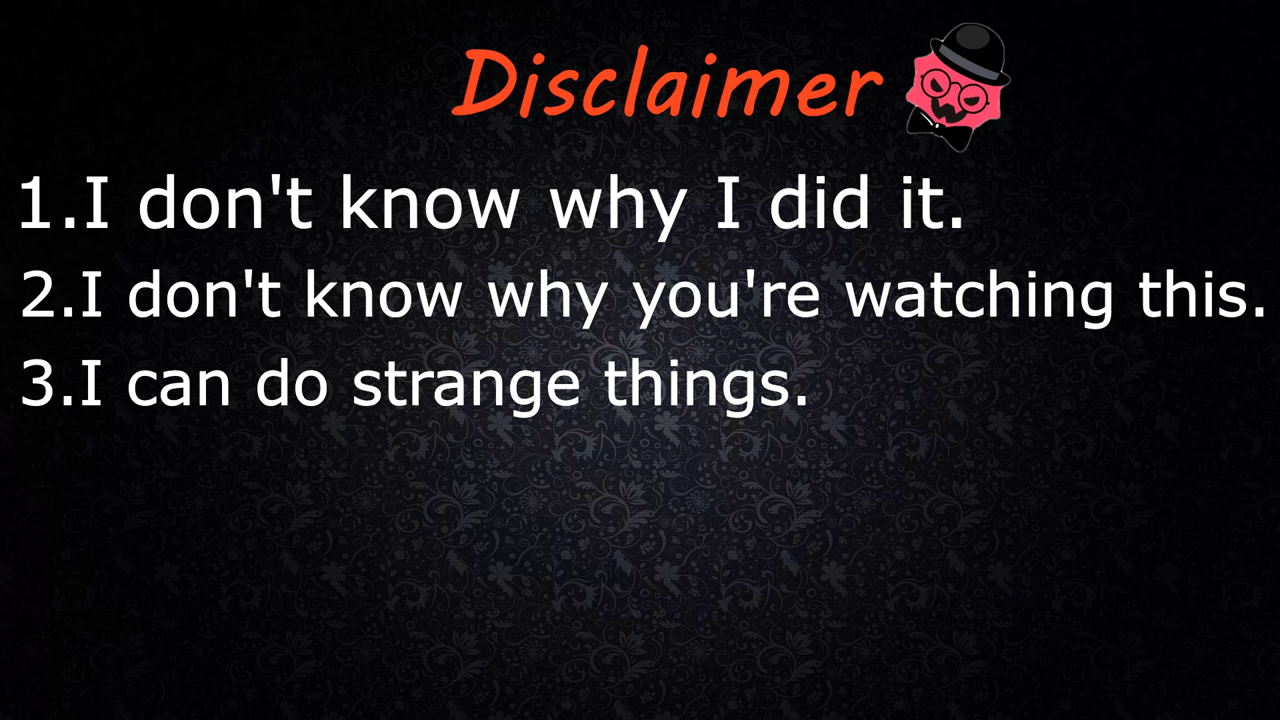 Disclaimer
1.I don't know why I did it.
2.I don't know why you're watching this.
3.I can do strange things.